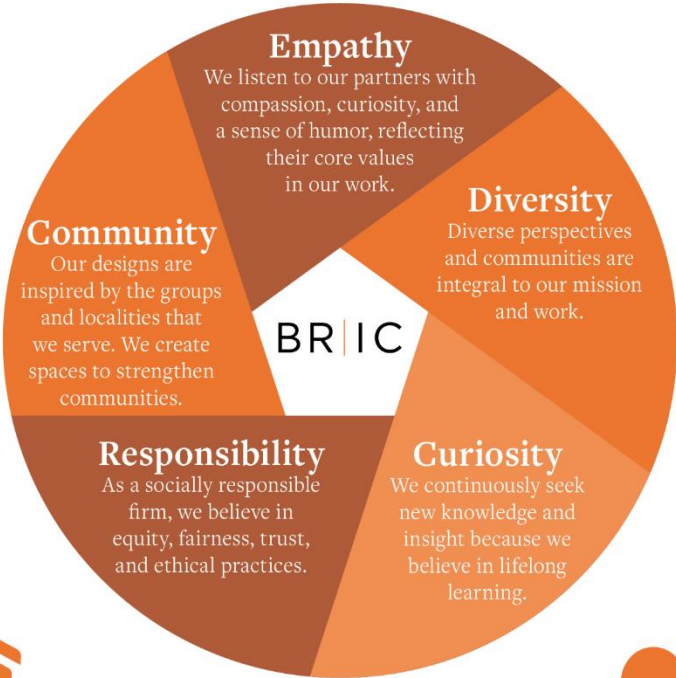 Empathy
We listen to our partners with
compassion, curiosity, and
a sense of humor, reflecting
their core values
in our work.
Diversity
Diverse perspectives
and communities are
integral to our mission
and work.
Community
Our designs are
inspired by the groups
and localities that
we serve. We create
spaces to strengthen
communities.
BR|IC
Responsibility
As a socially responsible
firm, we believe in
equity, fairness, trust,
and ethical practices.
Curiosity
We continuously seek
new knowledge and
insight because we
believe in lifelong
learning.